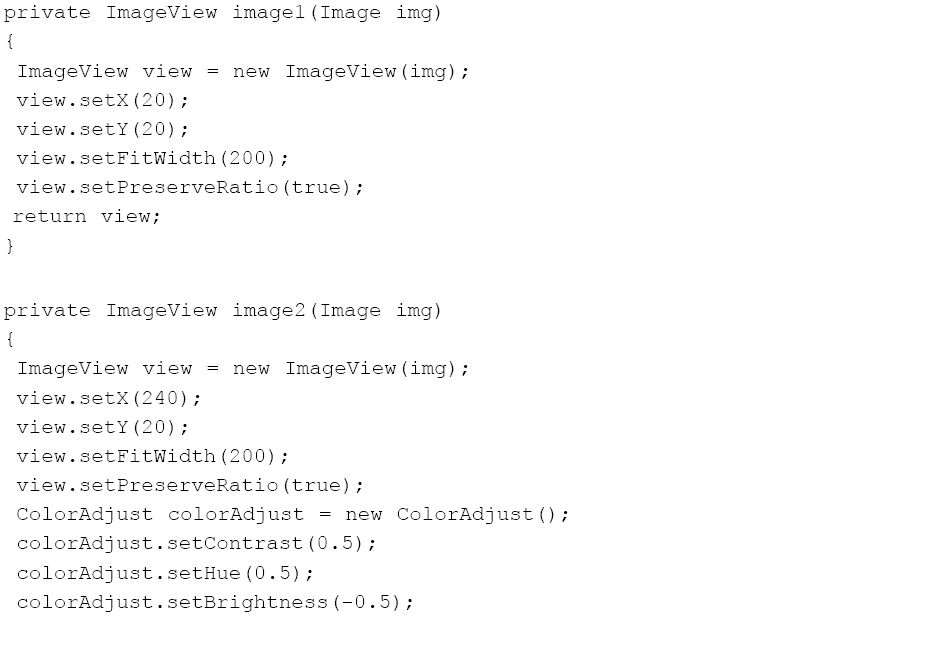 private ImageView image1(Image img)
{
ImageView view = new ImageView(img);
view.setX(20);
view.setY(20);
view.setFitWidth(200);
view.setPreserveRatio(true);
return view;
}
private ImageView image2(Image img)
{
ImageView view = new ImageView(img);
view.setX(240);
view.setY(20);
view.setFitWidth(200);
view.setPreserveRatio(true);
ColorAdjust colorAdjust = new ColorAdjust();
colorAdjust.setContrast(0.5);
colorAdjust.setHue(0.5);
colorAdjust.setBrightness(-0.5);